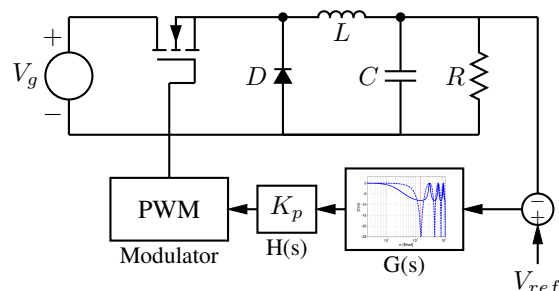 +
V_g
−
D
L
C
R
PWM
Modulator
K_p
H(s)
G(s)
−
+
V_ref